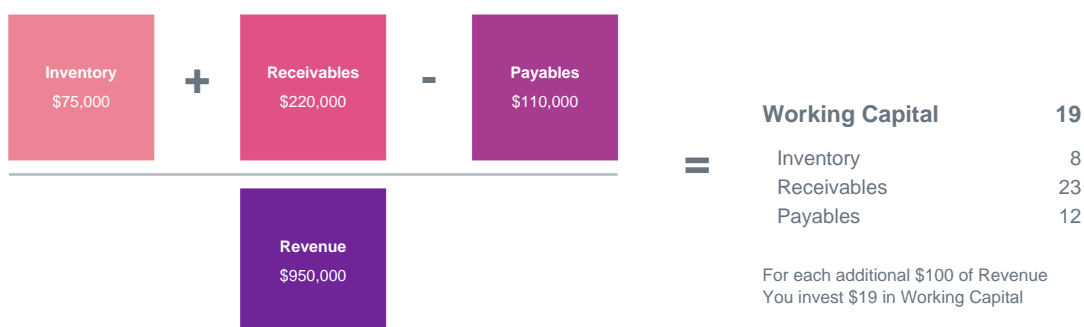 Inventory
$75,000
+
Receivables
$220,000
-
Payables
$110,000
Revenue
$950,000
=
Working Capital 19
Inventory 8
Receivables 23
Payables 12
For each additional $100 of Revenue
You invest $19 in Working Capital